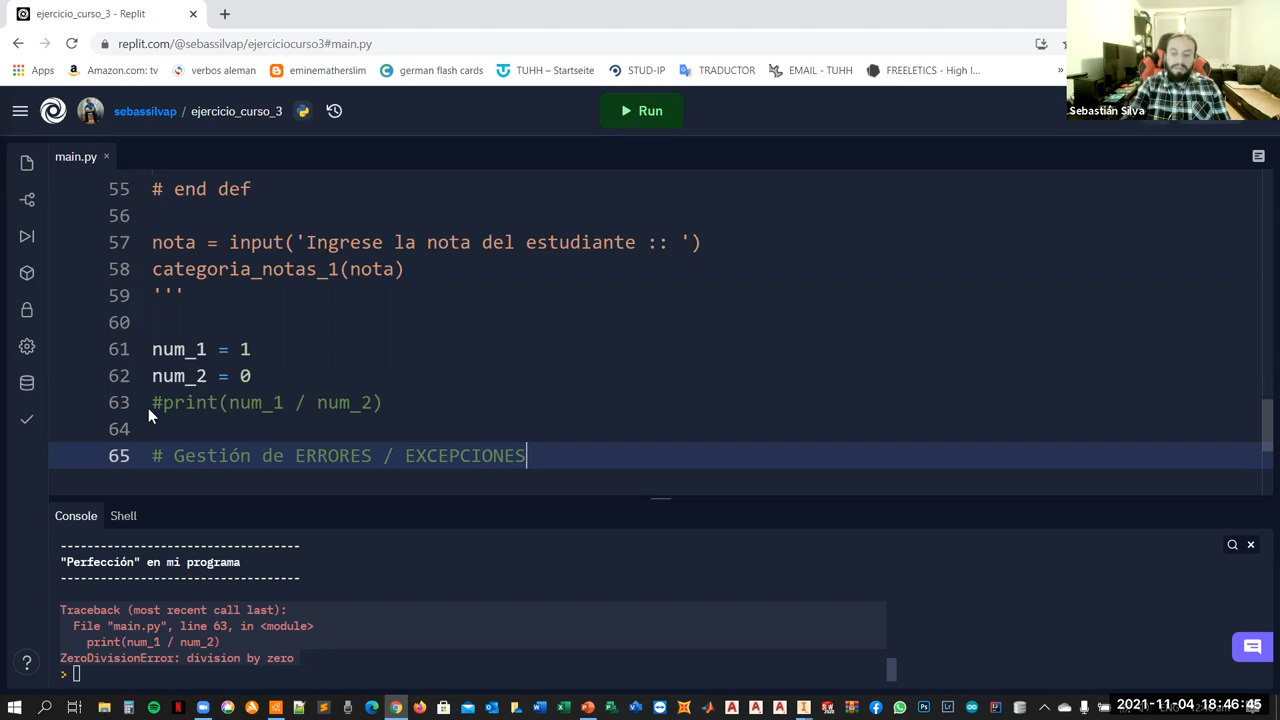 ejercicio_curso_3 - Replit
replit.com/@sebassilvap/ejerciciocurso3#main.py
Apps
Amazon.com: tv
verbos aleman
eminematherslim
german flash cards
TUHH – Startseite
STUD-IP
TRADUCTOR
EMAIL - TUHH
FREELETICS - High I...
»
Sebastián Silva
sebassilvap / ejercicio_curso_3
Run
main.py
55 # end def
56
57 nota = input('Ingrese la nota del estudiante :: ')
58 categoria_notas_1(nota)
59 '''
60
61 num_1 = 1
62 num_2 = 0
63 #print(num_1 / num_2)
64
65 # Gestión de ERRORES / EXCEPCIONES
Console Shell
-----------------------------------
"Perfección" en mi programa
-----------------------------------
Traceback (most recent call last):
File "main.py", line 63, in <module>
print(num_1 / num_2)
ZeroDivisionError: division by zero
>
2021-11-04 18:46:45